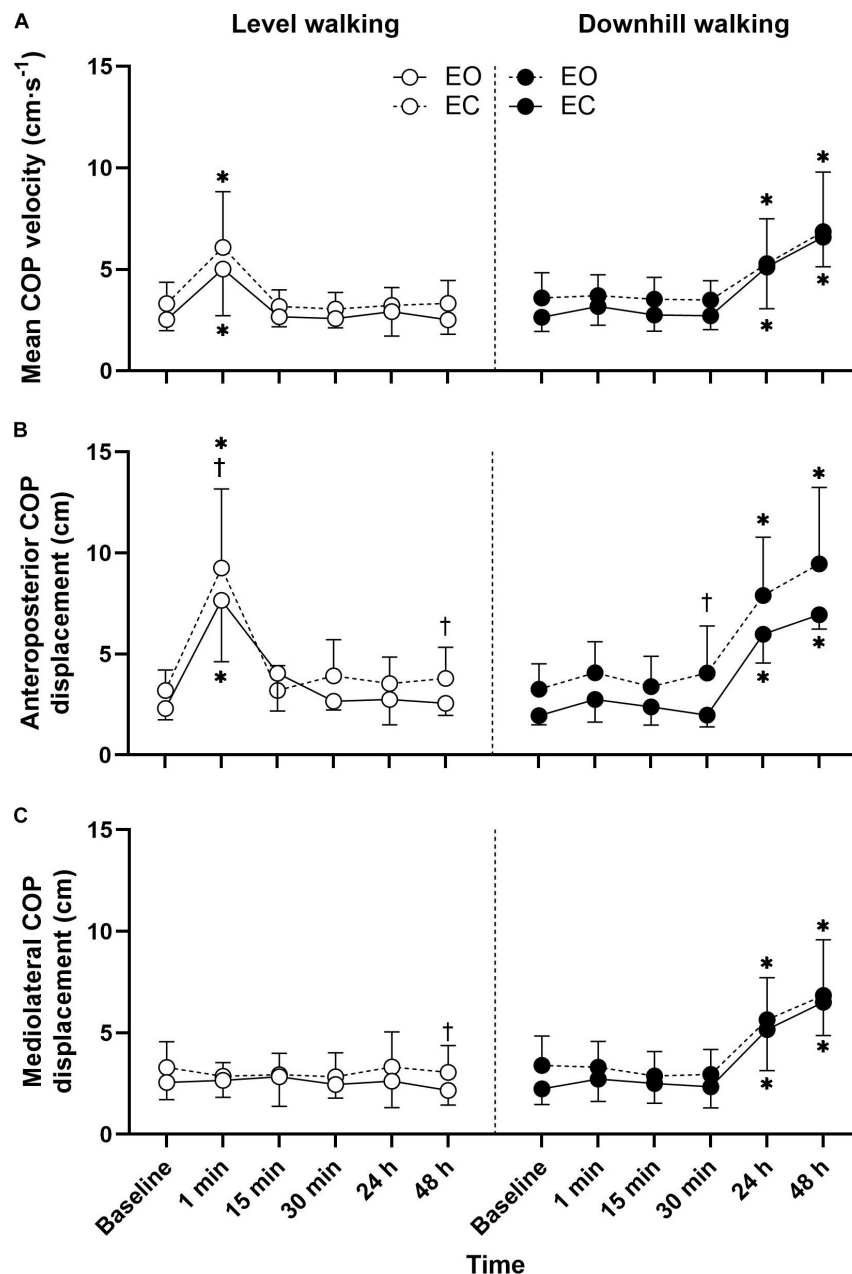 A
Level walking
Downhill walking
Mean COP velocity (cm·s⁻¹)
15
10
5
0
EO
EC
EO
EC
*
*
*
*
*
*
B
Anteroposterior COP
displacement (cm)
15
10
5
0
*
†
*
†
†
*
*
*
*
C
Mediolateral COP
displacement (cm)
15
10
5
0
†
*
*
*
*
Baseline
1 min
15 min
30 min
24 h
48 h
Baseline
1 min
15 min
30 min
24 h
48 h
Time